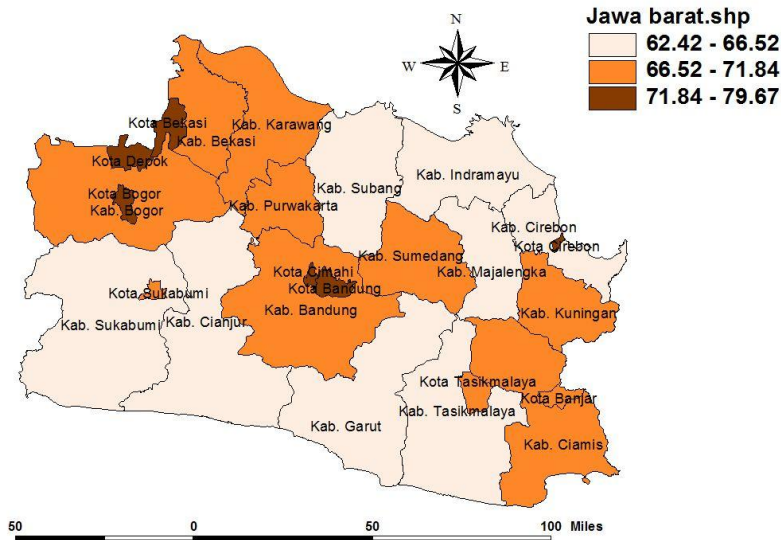 Jawa barat.shp
62.42 - 66.52
66.52 - 71.84
71.84 - 79.67
N
W
E
S
Kota Bekasi
Kab. Karawang
Kab. Bekasi
Kota Depok
Kab. Indramayu
Kab. Subang
Kota Bogor
Kab. Purwakarta
Kab. Bogor
Kab. Cirebon
Kota Cirebon
Kab. Sumedang
Kota Cimahi
Kab. Majalengka
Kota Bandung
Kota Sukabumi
Kab. Bandung
Kab. Kuningan
Kab. Sukabumi
Kab. Cianjur
Kota Tasikmalaya
Kota Banjar
Kab. Tasikmalaya
Kab. Garut
Kab. Ciamis
50 0 50 100 Miles